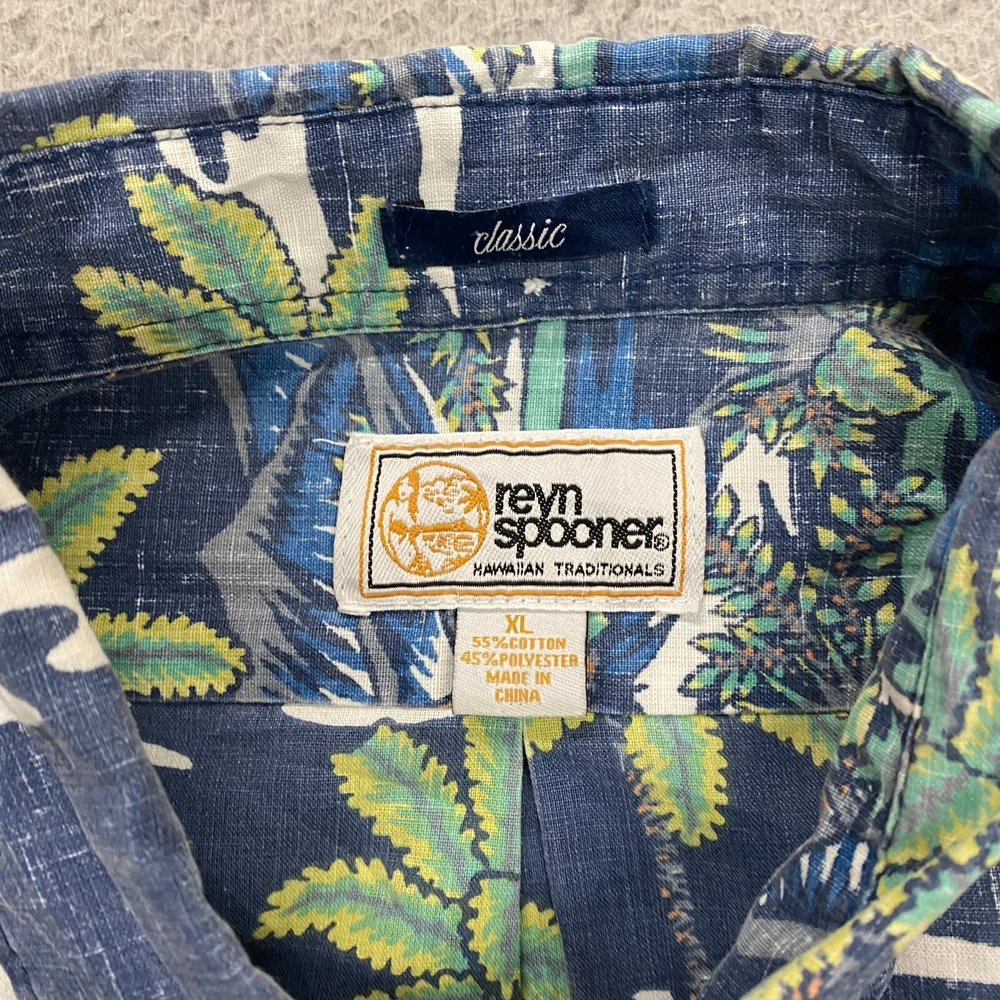 classic
reyn
spooner®
HAWAIIAN TRADITIONALS
XL
55%COTTON
45%POLYESTER
MADE IN
CHINA